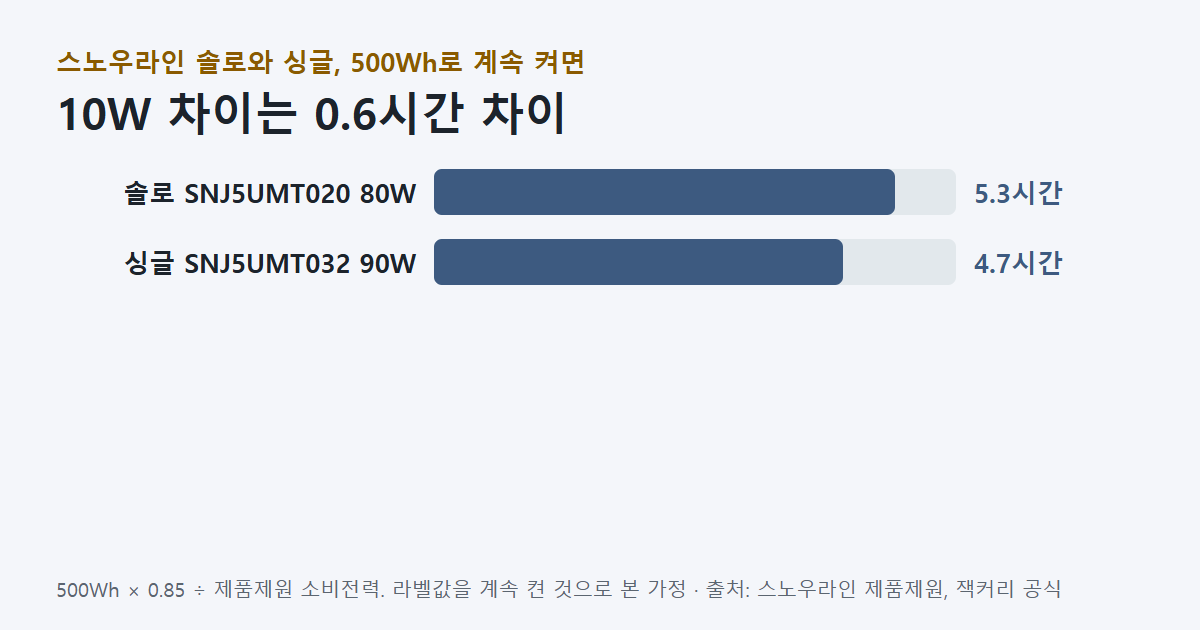 스노우라인 솔로와 싱글, 500Wh로 계속 켜면
10W 차이는 0.6시간 차이
솔로 SNJ5UMT020 80W 5.3시간
싱글 SNJ5UMT032 90W 4.7시간
500Wh × 0.85 ÷ 제품제원 소비전력. 라벨값을 계속 켠 것으로 본 가정 · 출처: 스노우라인 제품제원, 잭커리 공식